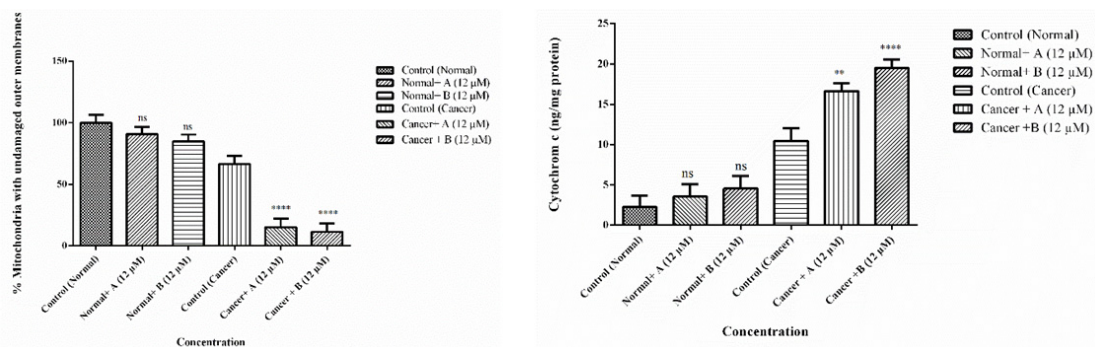 % Mitochondria with undamaged outer membranes
150
100
50
0
ns
ns
****
****
Control (Normal)
Normal+ A (12 µM)
Normal+ B (12 µM)
Control (Cancer)
Cancer+ A (12 µM)
Cancer + B (12 µM)
Concentration
Control (Normal)
Normal− A (12 µM)
Normal− B (12 µM)
Control (Cancer)
Cancer+ A (12 µM)
Cancer + B (12 µM)
Cytochrom c (ng/mg protein)
25
20
15
10
5
0
ns
ns
**
****
Control (Normal)
Normal+ A (12 µM)
Normal+ B (12 µM)
Control (Cancer)
Cancer + A (12 µM)
Cancer +B (12 µM)
Concentration
Control (Normal)
Normal− A (12 µM)
Normal+ B (12 µM)
Control (Cancer)
Cancer + A (12 µM)
Cancer +B (12 µM)